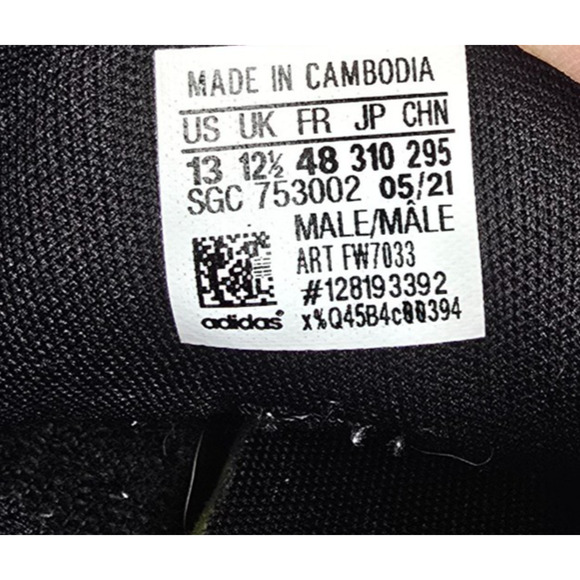 MADE IN CAMBODIA
US UK FR JP CHN
13 12½ 48 310 295
SGC 753002 05/21
MALE/MÂLE
ART FW7033
#128193392
x%Q45B4c00394
adidas®